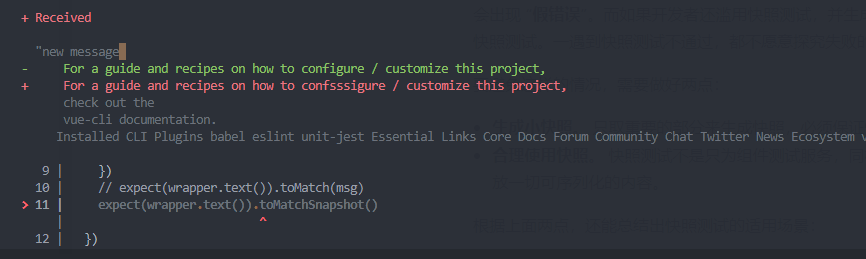 + Received
"new message
- For a guide and recipes on how to configure / customize this project,
+ For a guide and recipes on how to confsssigure / customize this project,
check out the
vue-cli documentation.
Installed CLI Plugins babel eslint unit-jest Essential Links Core Docs Forum Community Chat Twitter News Ecosystem v
9 | })
10 | // expect(wrapper.text()).toMatch(msg)
> 11 | expect(wrapper.text()).toMatchSnapshot()
| ^
12 | })